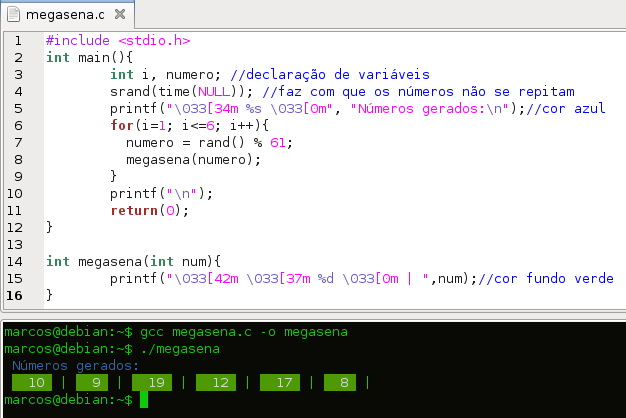 megasena.c
1 #include <stdio.h>
2 int main(){
3 int i, numero; //declaração de variáveis
4 srand(time(NULL)); //faz com que os números não se repitam
5 printf("\033[34m %s \033[0m", "Números gerados:\n");//cor azul
6 for(i=1; i<=6; i++){
7 numero = rand() % 61;
8 megasena(numero);
9 }
10 printf("\n");
11 return(0);
12 }
13
14 int megasena(int num){
15 printf("\033[42m \033[37m %d \033[0m | ",num);//cor fundo verde
16 }
marcos@debian:~$ gcc megasena.c -o megasena
marcos@debian:~$ ./megasena
Números gerados:
10 | 9 | 19 | 12 | 17 | 8 |
marcos@debian:~$